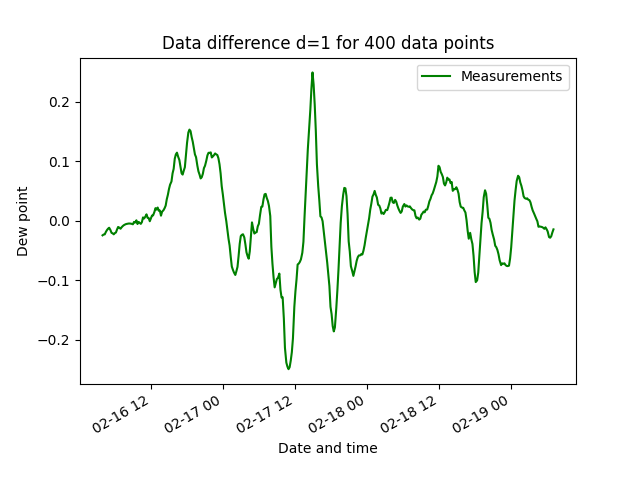 Data difference d=1 for 400 data points
Measurements
0.2
0.1
0.0
−0.1
−0.2
Dew point
02-16 12
02-17 00
02-17 12
02-18 00
02-18 12
02-19 00
Date and time